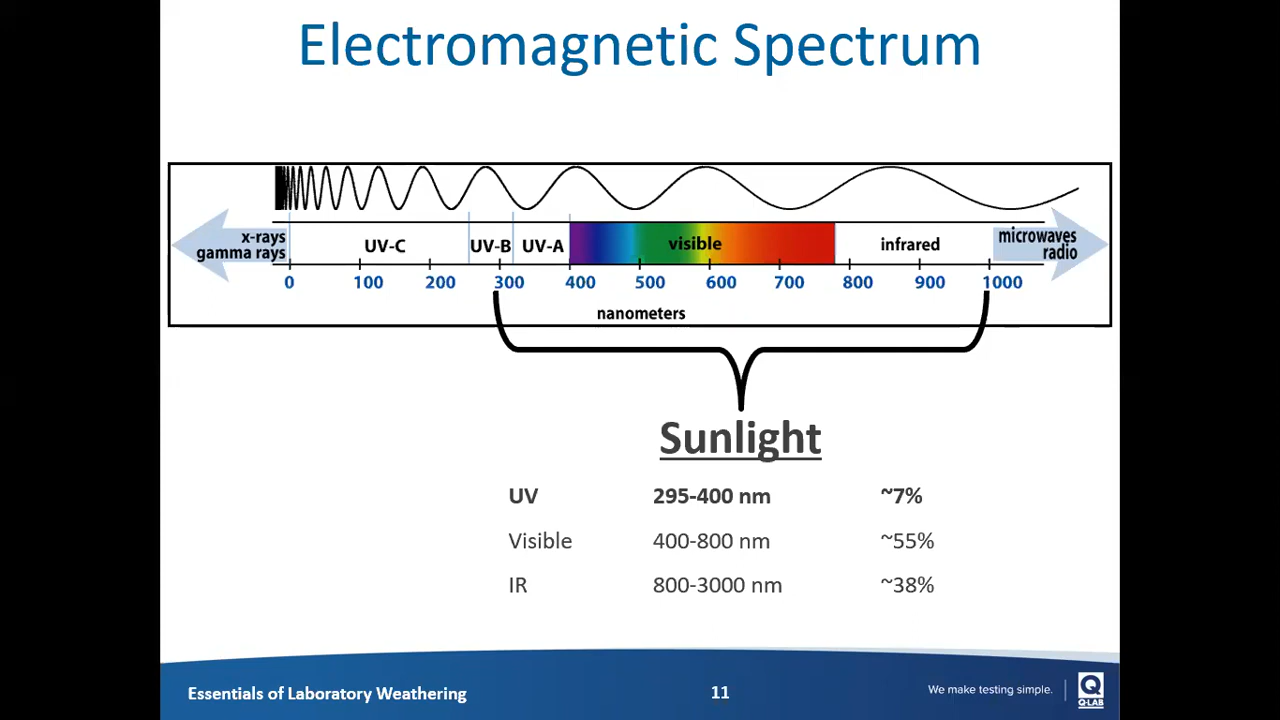 Electromagnetic Spectrum
x-rays
gamma rays
UV-C
UV-B
UV-A
visible
infrared
microwaves
radio
0 100 200 300 400 500 600 700 800 900 1000
nanometers
Sunlight
UV 295-400 nm ~7%
Visible 400-800 nm ~55%
IR 800-3000 nm ~38%
Essentials of Laboratory Weathering
11
We make testing simple.
Q
Q-LAB